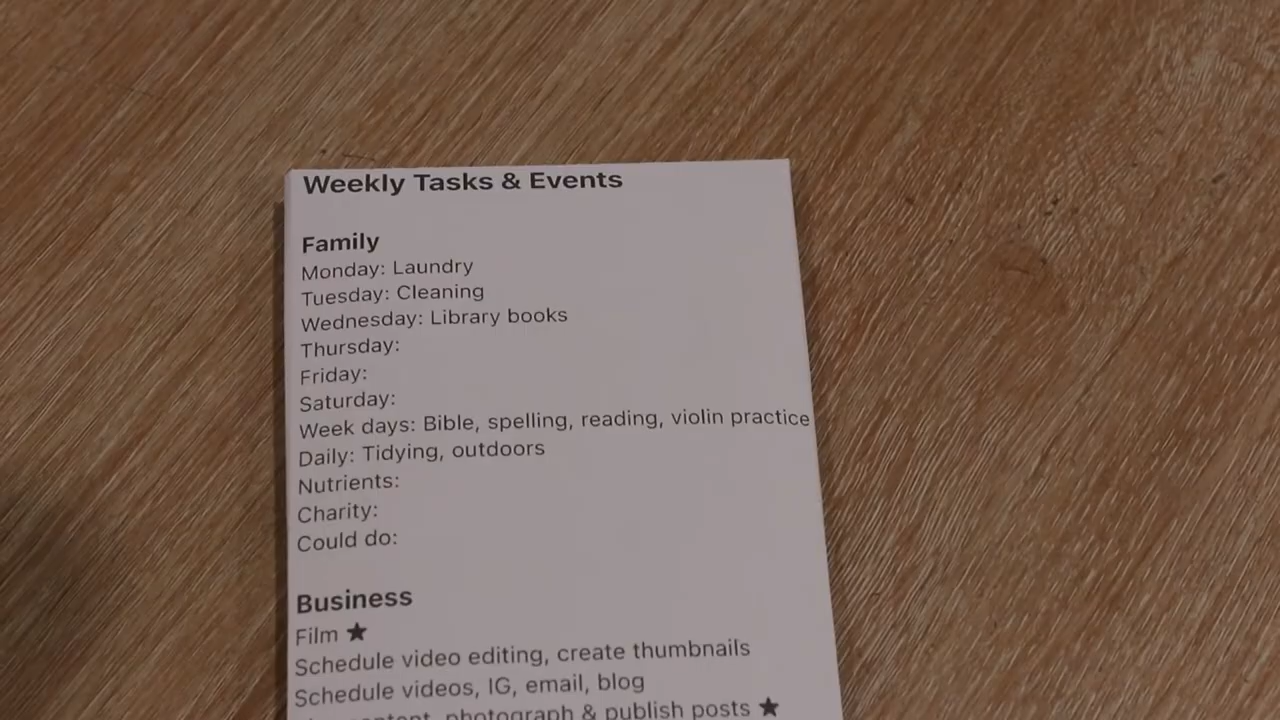 Weekly Tasks & Events
Family
Monday: Laundry
Tuesday: Cleaning
Wednesday: Library books
Thursday:
Friday:
Saturday:
Week days: Bible, spelling, reading, violin practice
Daily: Tidying, outdoors
Nutrients:
Charity:
Could do:
Business
Film ★
Schedule video editing, create thumbnails
Schedule videos, IG, email, blog
photograph & publish posts ★